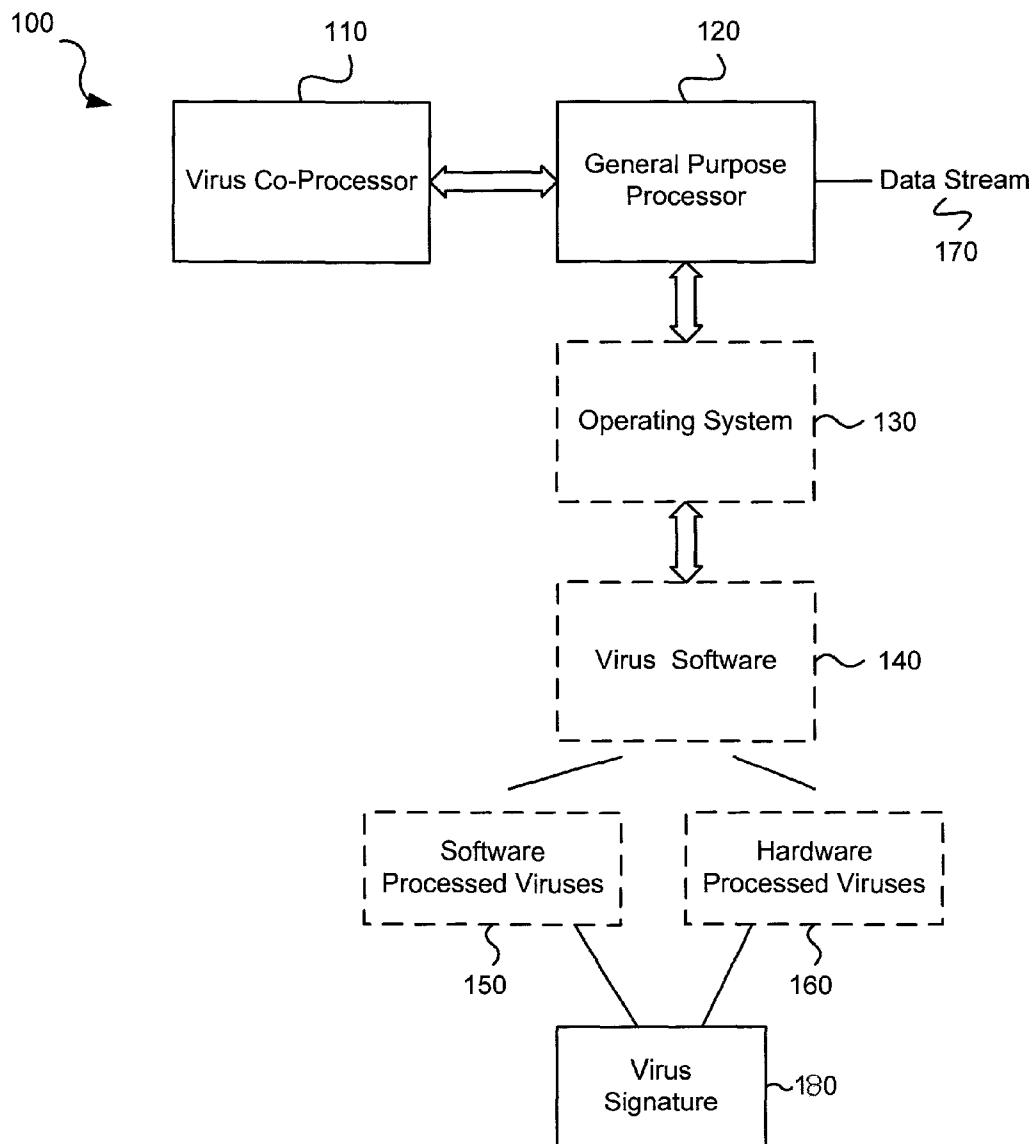 100
110
120
Virus Co-Processor
General Purpose
Processor
Data Stream
170
Operating System
130
Virus Software
140
Software
Processed Viruses
Hardware
Processed Viruses
150
160
Virus
Signature
180